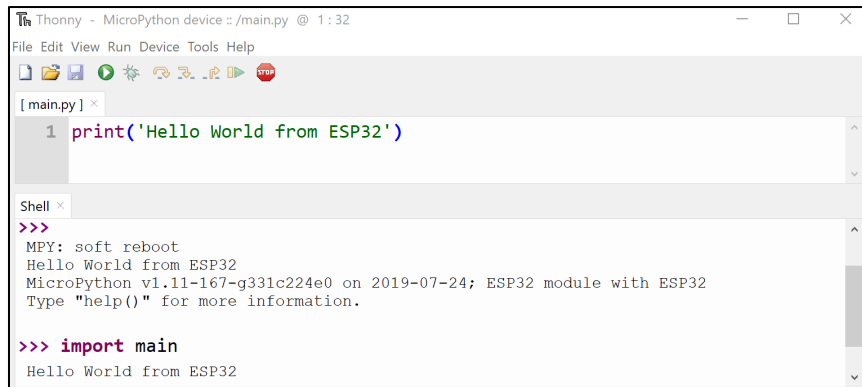 Th Thonny - MicroPython device :: /main.py @ 1 : 32
File Edit View Run Device Tools Help
STOP
[ main.py ] ×
1 print('Hello World from ESP32')
Shell ×
>>>
MPY: soft reboot
Hello World from ESP32
MicroPython v1.11-167-g331c224e0 on 2019-07-24; ESP32 module with ESP32
Type "help()" for more information.
>>> import main
Hello World from ESP32